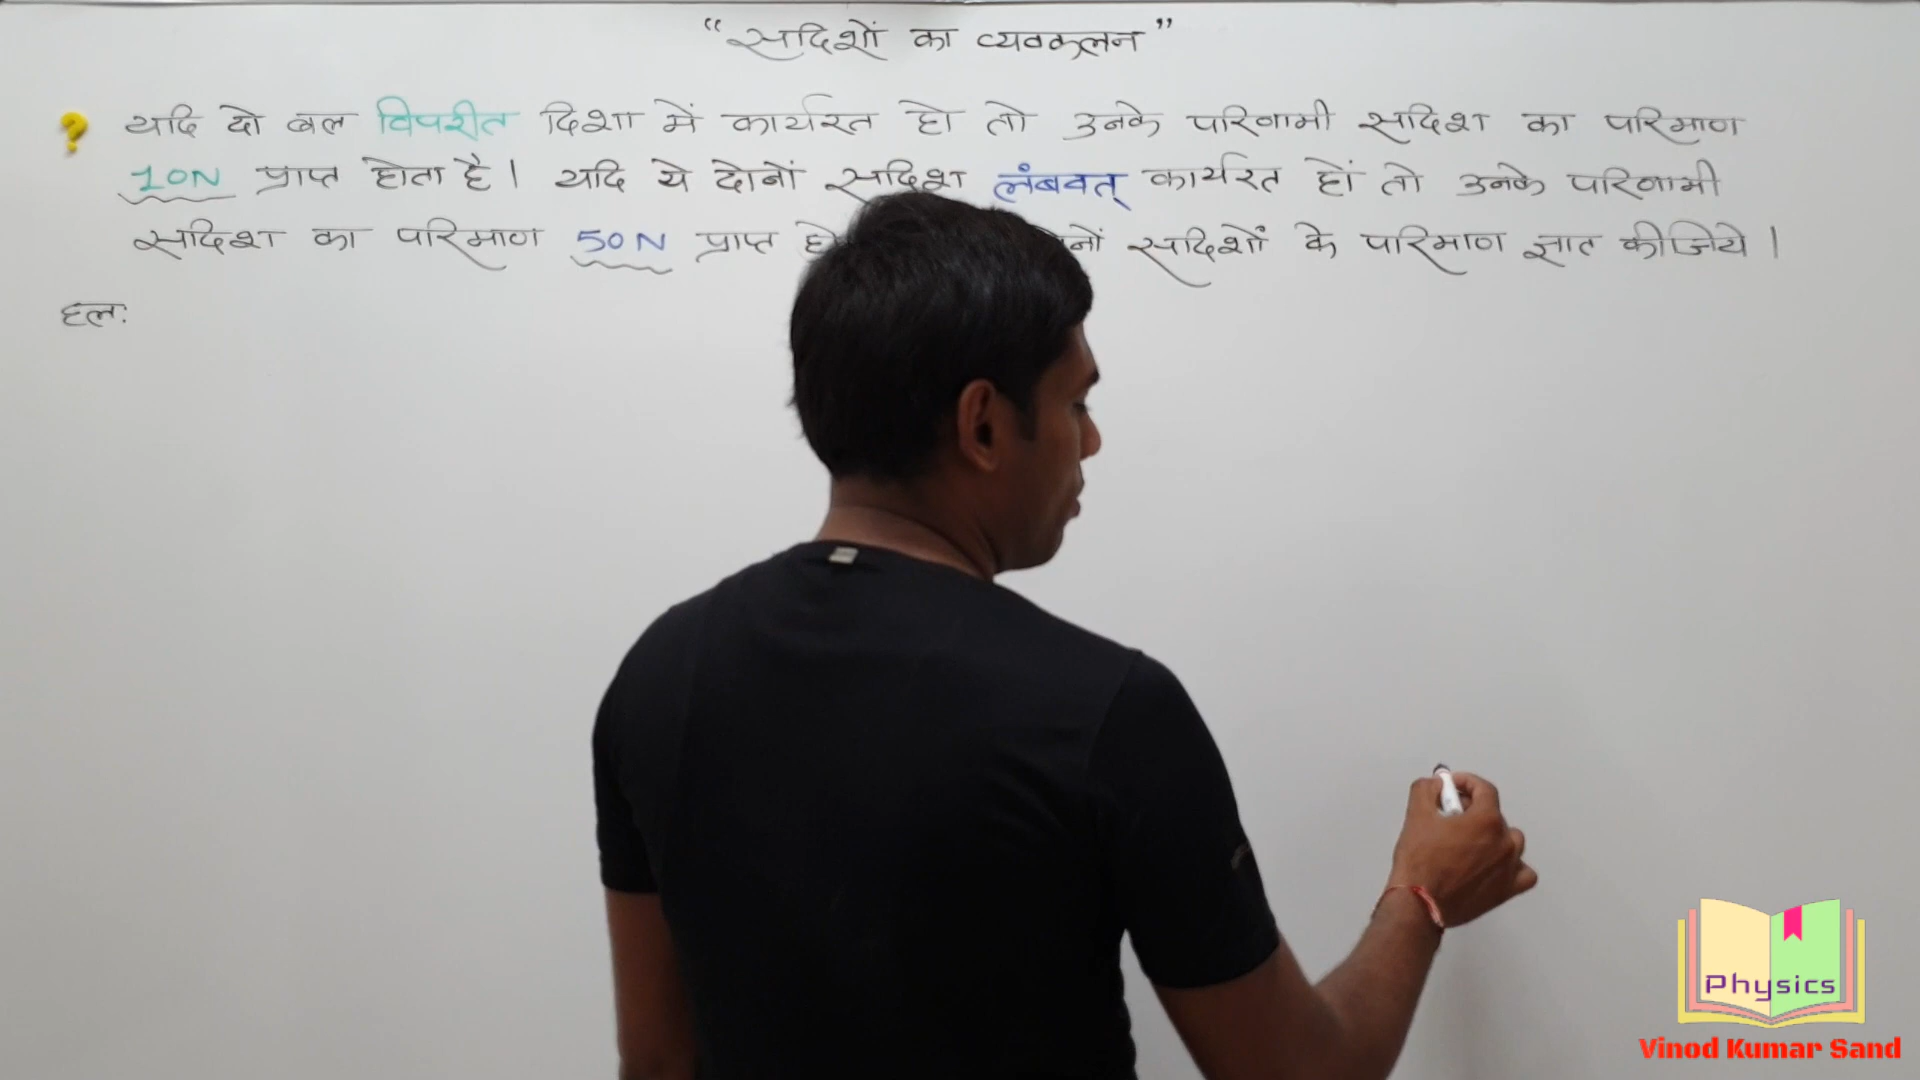 “सदिशों का व्यवकलन”
? यदि दो बल विपरीत दिशा में कार्यरत हो तो उनके परिणामी सदिश का परिमाण
10N प्राप्त होता है। यदि ये दोनों सदिश लंबवत् कार्यरत हों तो उनके परिणामी
सदिश का परिमाण 50N प्राप्त सदिशों के परिमाण ज्ञात कीजिये।
हल:
Physics
Vinod Kumar Sand